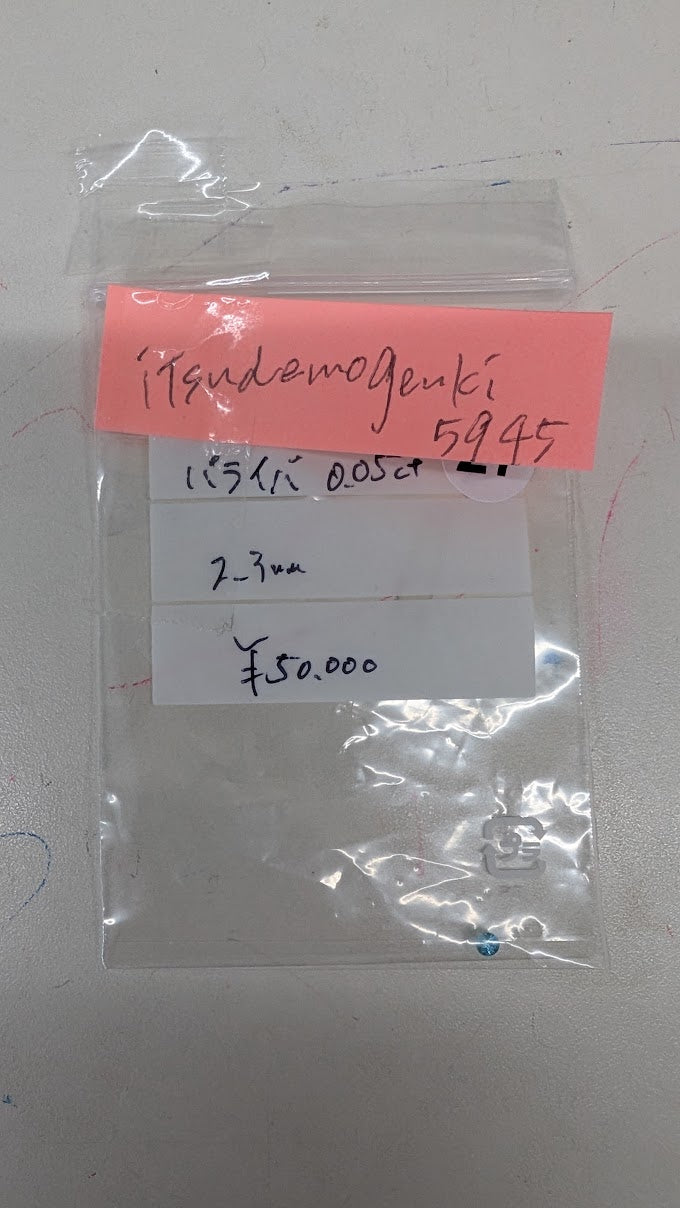 itsudemogenki
5945
パライバ 0.05ct
2-3mm
¥50.000